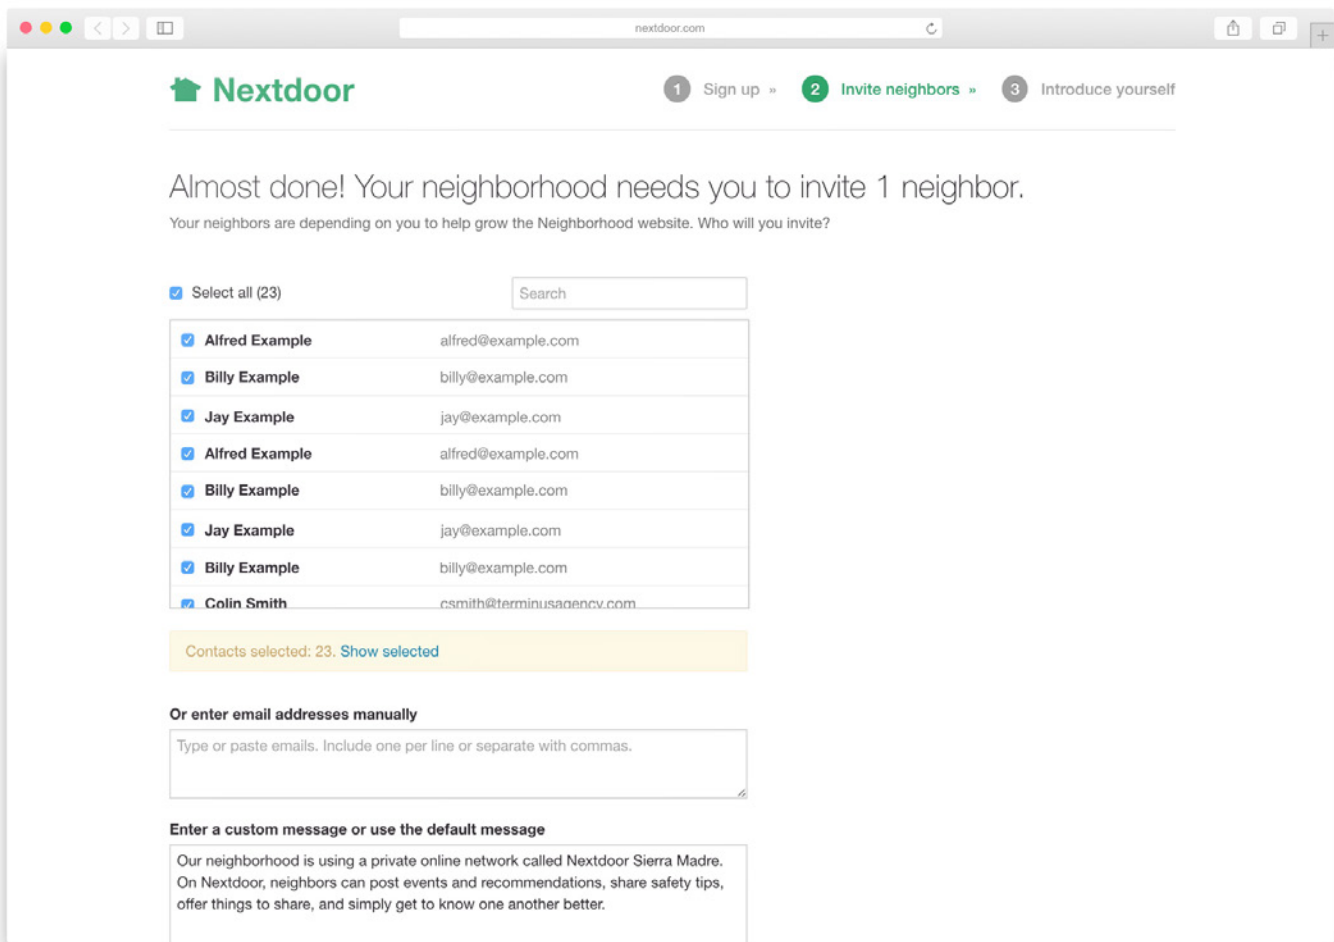 nextdoor.com
Nextdoor
1 Sign up » 2 Invite neighbors » 3 Introduce yourself
Almost done! Your neighborhood needs you to invite 1 neighbor.
Your neighbors are depending on you to help grow the Neighborhood website. Who will you invite?
Select all (23) Search
Alfred Example alfred@example.com
Billy Example billy@example.com
Jay Example jay@example.com
Alfred Example alfred@example.com
Billy Example billy@example.com
Jay Example jay@example.com
Billy Example billy@example.com
Colin Smith csmith@terminusagency.com
Contacts selected: 23. Show selected
Or enter email addresses manually
Type or paste emails. Include one per line or separate with commas.
Enter a custom message or use the default message
Our neighborhood is using a private online network called Nextdoor Sierra Madre.
On Nextdoor, neighbors can post events and recommendations, share safety tips,
offer things to share, and simply get to know one another better.